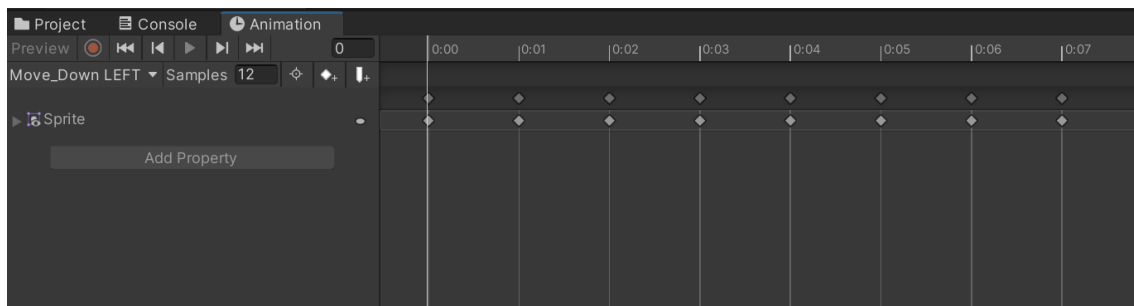 Project Console Animation
Preview 0 0:00 0:01 0:02 0:03 0:04 0:05 0:06 0:07
Move_Down LEFT Samples 12
Sprite
Add Property